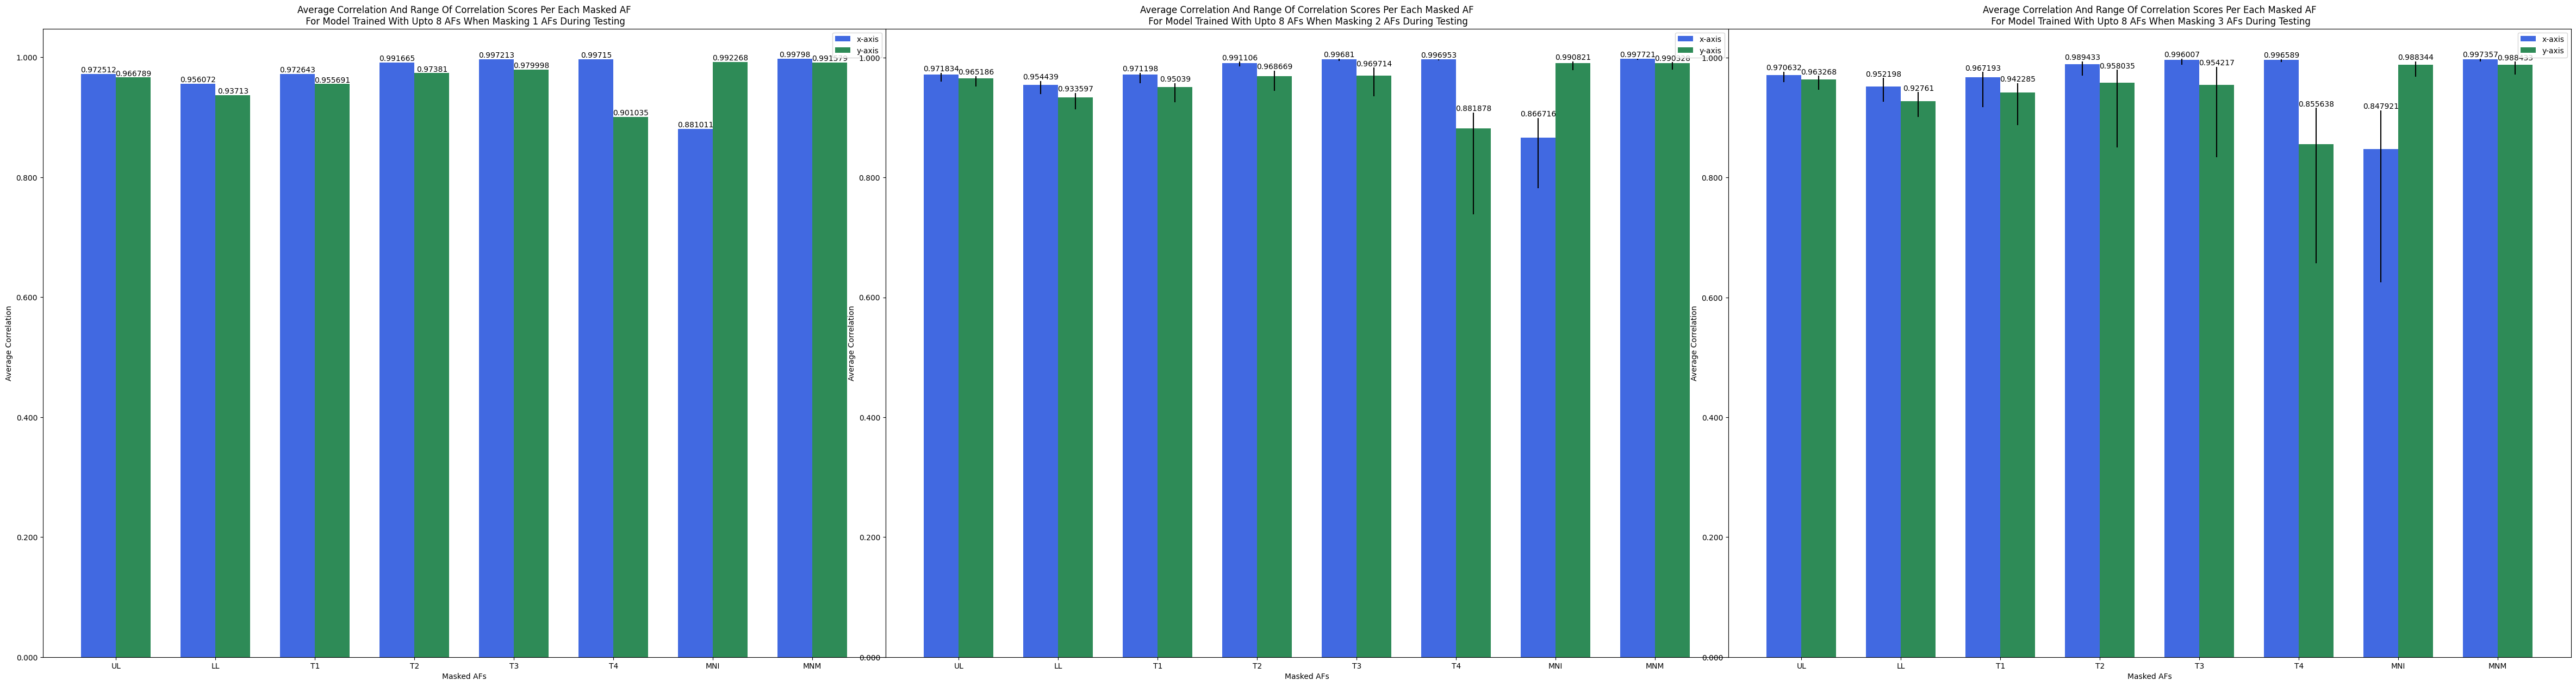 Average Correlation And Range Of Correlation Scores Per Each Masked AF
For Model Trained With Upto 8 AFs When Masking 1 AFs During Testing
x-axis
y-axis
1.000
0.800
0.600
0.400
0.200
0.000
Average Correlation
0.972512
0.966789
0.956072
0.93713
0.972643
0.955691
0.991665
0.97381
0.997213
0.979998
0.99715
0.901035
0.881011
0.992268
0.99798
UL
LL
T1
T2
T3
T4
MNI
MNM
Masked AFs
Average Correlation And Range Of Correlation Scores Per Each Masked AF
For Model Trained With Upto 8 AFs When Masking 2 AFs During Testing
x-axis
y-axis
1.000
0.800
0.600
0.400
0.200
0.000
Average Correlation
0.971834
0.965186
0.954439
0.933597
0.971198
0.95039
0.991106
0.968669
0.99681
0.969714
0.996953
0.881878
0.866716
0.990821
0.997721
UL
LL
T1
T2
T3
T4
MNI
MNM
Masked AFs
Average Correlation And Range Of Correlation Scores Per Each Masked AF
For Model Trained With Upto 8 AFs When Masking 3 AFs During Testing
x-axis
y-axis
1.000
0.800
0.600
0.400
0.200
0.000
Average Correlation
0.970632
0.963268
0.952198
0.92761
0.967193
0.942285
0.989433
0.958035
0.996007
0.954217
0.996589
0.855638
0.847921
0.988344
0.997357
UL
LL
T1
T2
T3
T4
MNI
MNM
Masked AFs